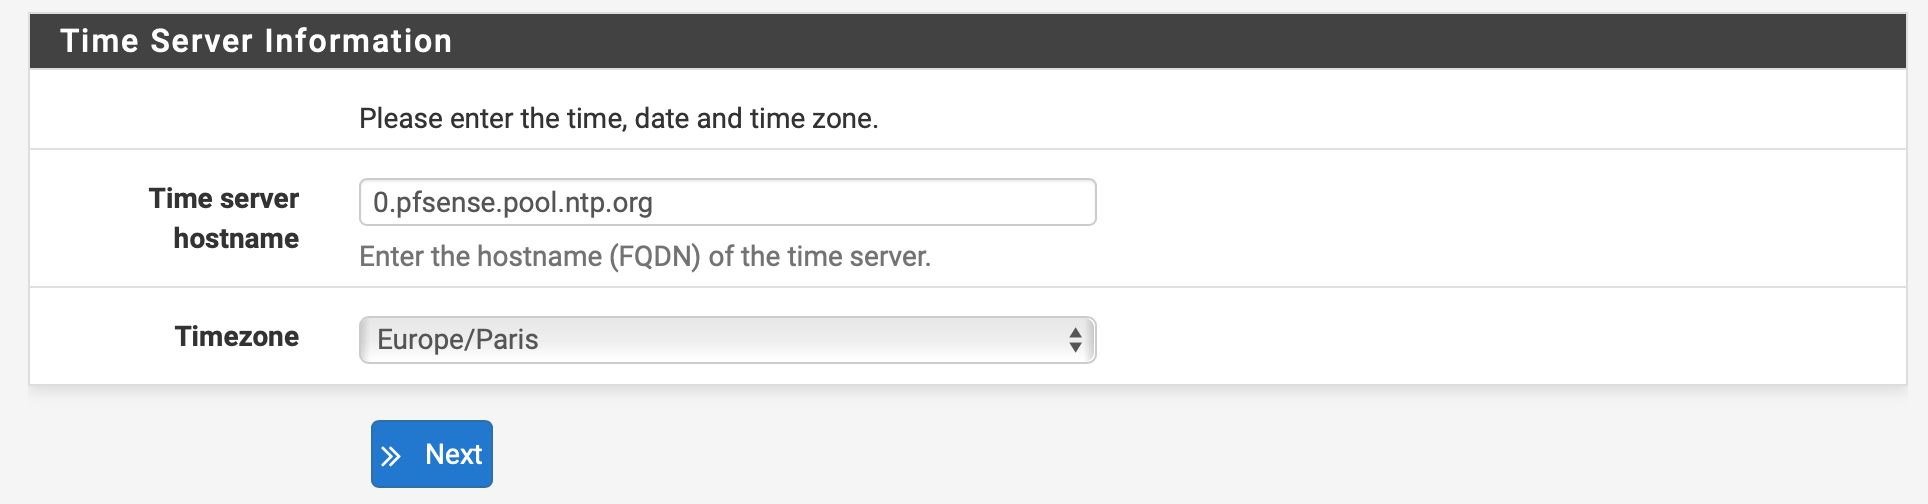 Time Server Information
Please enter the time, date and time zone.
Time server
hostname
0.pfsense.pool.ntp.org
Enter the hostname (FQDN) of the time server.
Timezone
Europe/Paris
Next